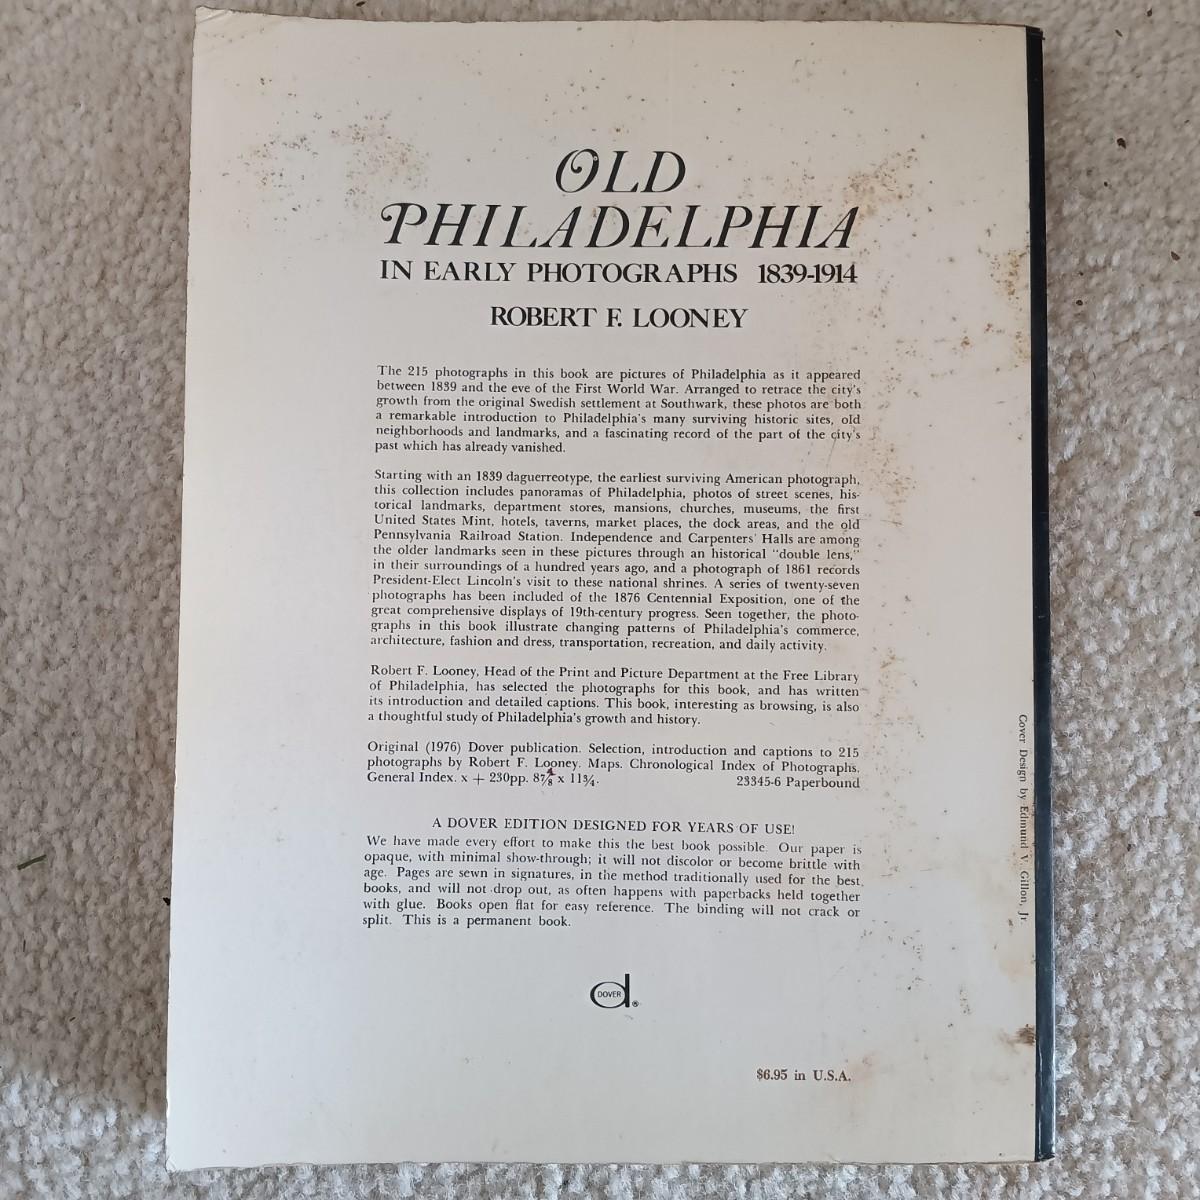 OLD
PHILADELPHIA
IN EARLY PHOTOGRAPHS 1839-1914
ROBERT F. LOONEY
The 215 photographs in this book are pictures of Philadelphia as it appeared
between 1839 and the eve of the First World War. Arranged to retrace the city's
growth from the original Swedish settlement at Southwark, these photos are both
a remarkable introduction to Philadelphia's many surviving historic sites, old
neighborhoods and landmarks, and a fascinating record of the part of the city's
past which has already vanished.
Starting with an 1839 daguerreotype, the earliest surviving American photograph,
this collection includes panoramas of Philadelphia, photos of street scenes, his-
torical landmarks, department stores, mansions, churches, museums, the first
United States Mint, hotels, taverns, market places, the dock areas, and the old
Pennsylvania Railroad Station. Independence and Carpenters' Halls are among
the older landmarks seen in these pictures through an historical "double lens,"
in their surroundings of a hundred years ago, and a photograph of 1861 records
President-Elect Lincoln's visit to these national shrines. A series of twenty-seven
photographs has been included of the 1876 Centennial Exposition, one of the
great comprehensive displays of 19th-century progress. Seen together, the photo-
graphs in this book illustrate changing patterns of Philadelphia's commerce,
architecture, fashion and dress, transportation, recreation, and daily activity.
Robert F. Looney, Head of the Print and Picture Department at the Free Library
of Philadelphia, has selected the photographs for this book, and has written
its introduction and detailed captions. This book, interesting as browsing, is also
a thoughtful study of Philadelphia's growth and history.
Original (1976) Dover publication. Selection, introduction and captions to 215
photographs by Robert F. Looney. Maps. Chronological Index of Photographs.
General Index. x + 230pp. 8⅞ x 11¾. 23345-6 Paperbound
A DOVER EDITION DESIGNED FOR YEARS OF USE!
We have made every effort to make this the best book possible. Our paper is
opaque, with minimal show-through; it will not discolor or become brittle with
age. Pages are sewn in signatures, in the method traditionally used for the best
books, and will not drop out, as often happens with paperbacks held together
with glue. Books open flat for easy reference. The binding will not crack or
split. This is a permanent book.
DOVER
®
$6.95 in U.S.A.
Cover Design by Edmund V. Gillon, Jr.